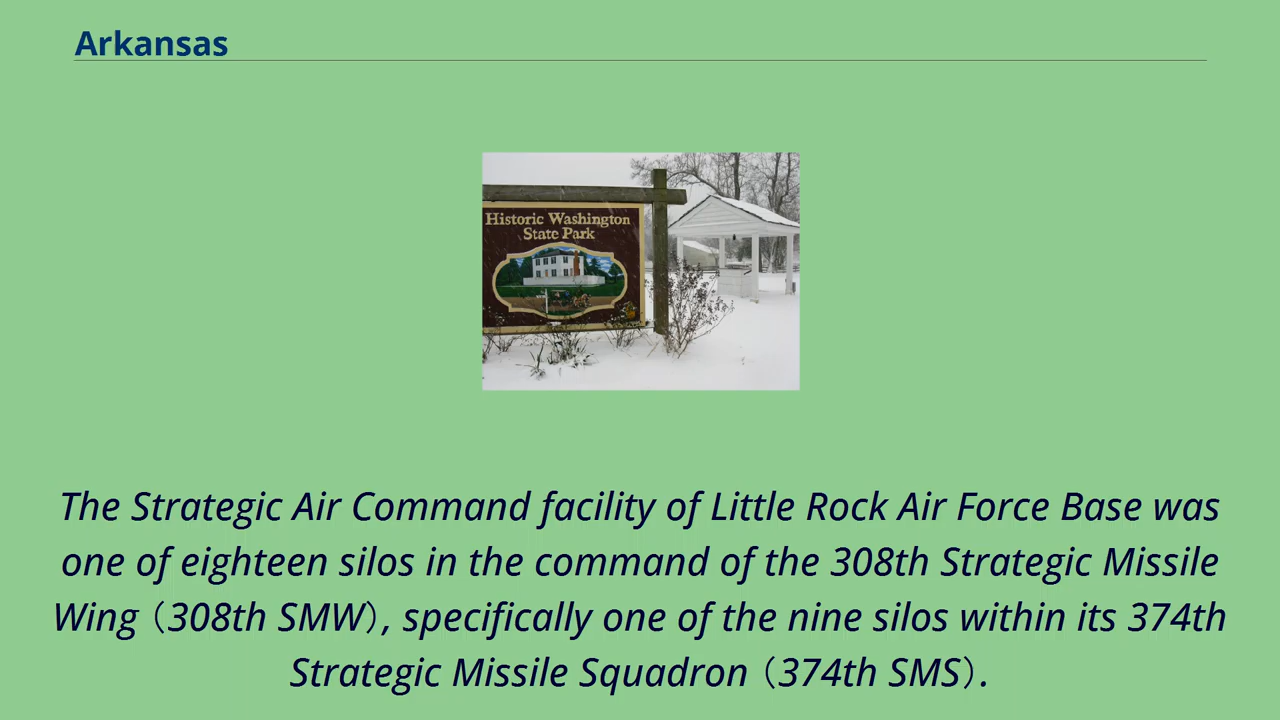 Arkansas
Historic Washington
State Park
The Strategic Air Command facility of Little Rock Air Force Base was
one of eighteen silos in the command of the 308th Strategic Missile
Wing (308th SMW), specifically one of the nine silos within its 374th
Strategic Missile Squadron (374th SMS).